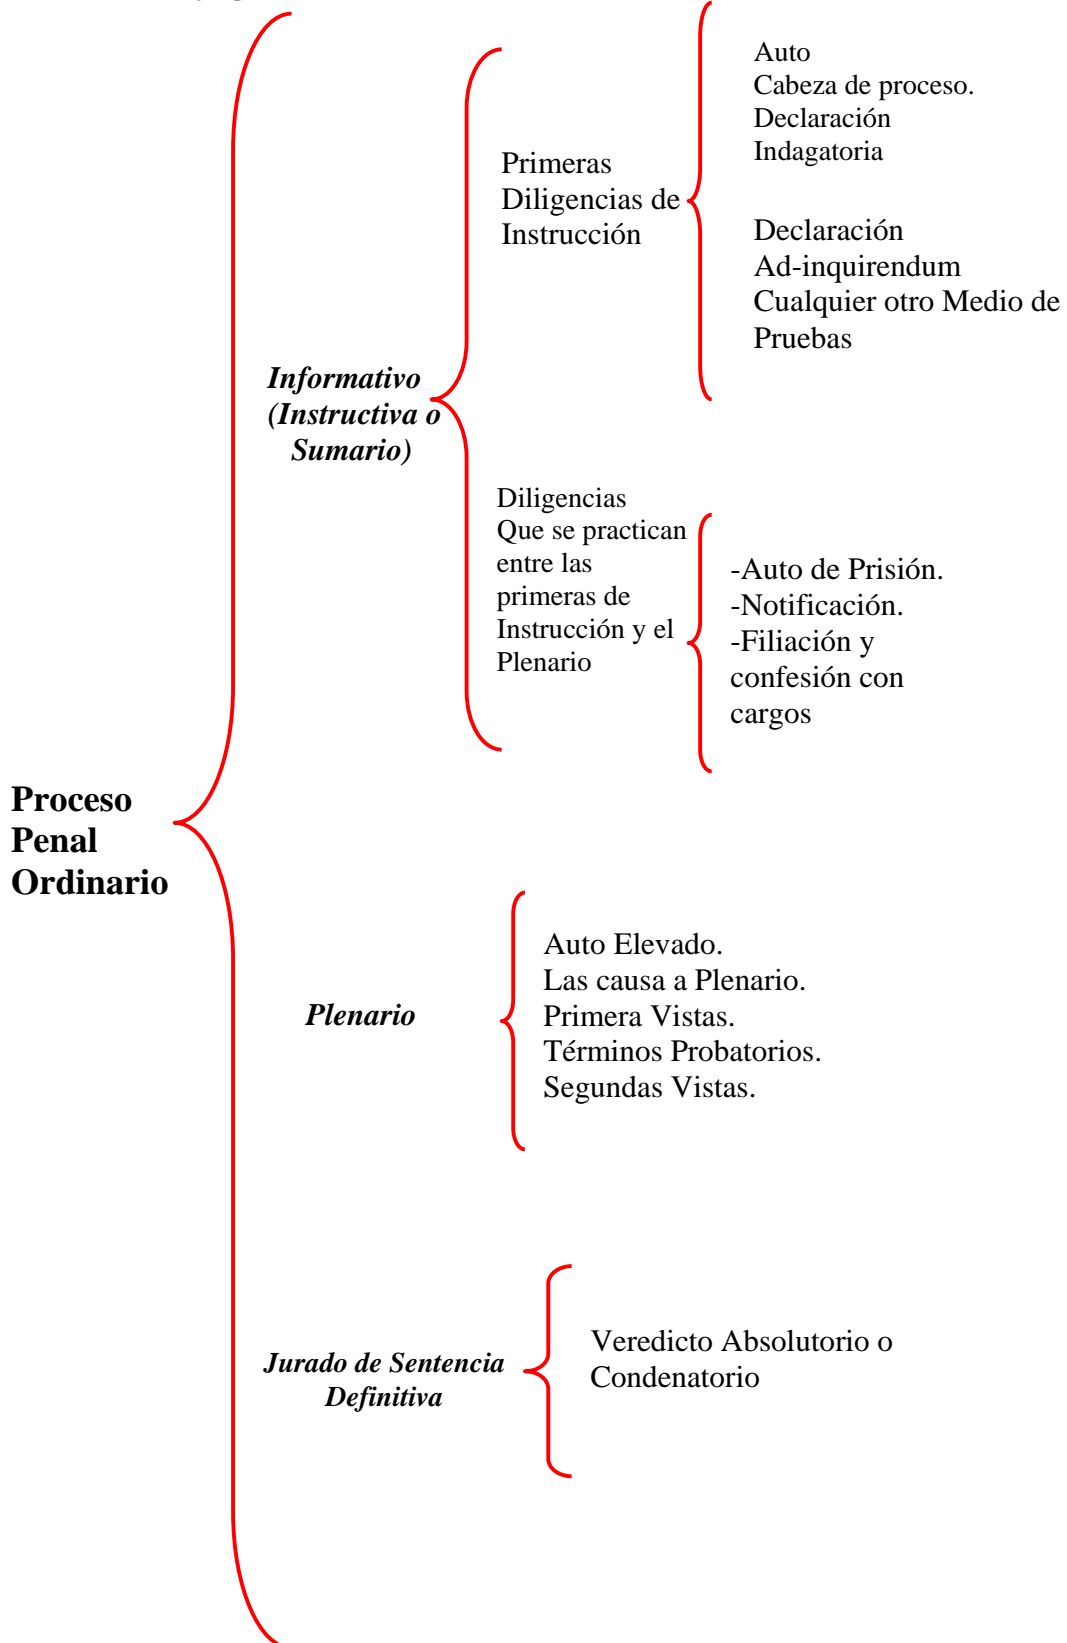 Auto
Cabeza de proceso.
Declaración
Indagatoria
Primeras
Diligencias de
Instrucción
Declaración
Ad-inquirendum
Cualquier otro Medio de
Pruebas
Informativo
(Instructiva o
Sumario)
Diligencias
Que se practican
entre las
primeras de
Instrucción y el
Plenario
-Auto de Prisión.
-Notificación.
-Filiación y
confesión con
cargos
Proceso
Penal
Ordinario
Auto Elevado.
Las causa a Plenario.
Primera Vistas.
Términos Probatorios.
Segundas Vistas.
Plenario
Jurado de Sentencia
Definitiva
Veredicto Absolutorio o
Condenatorio